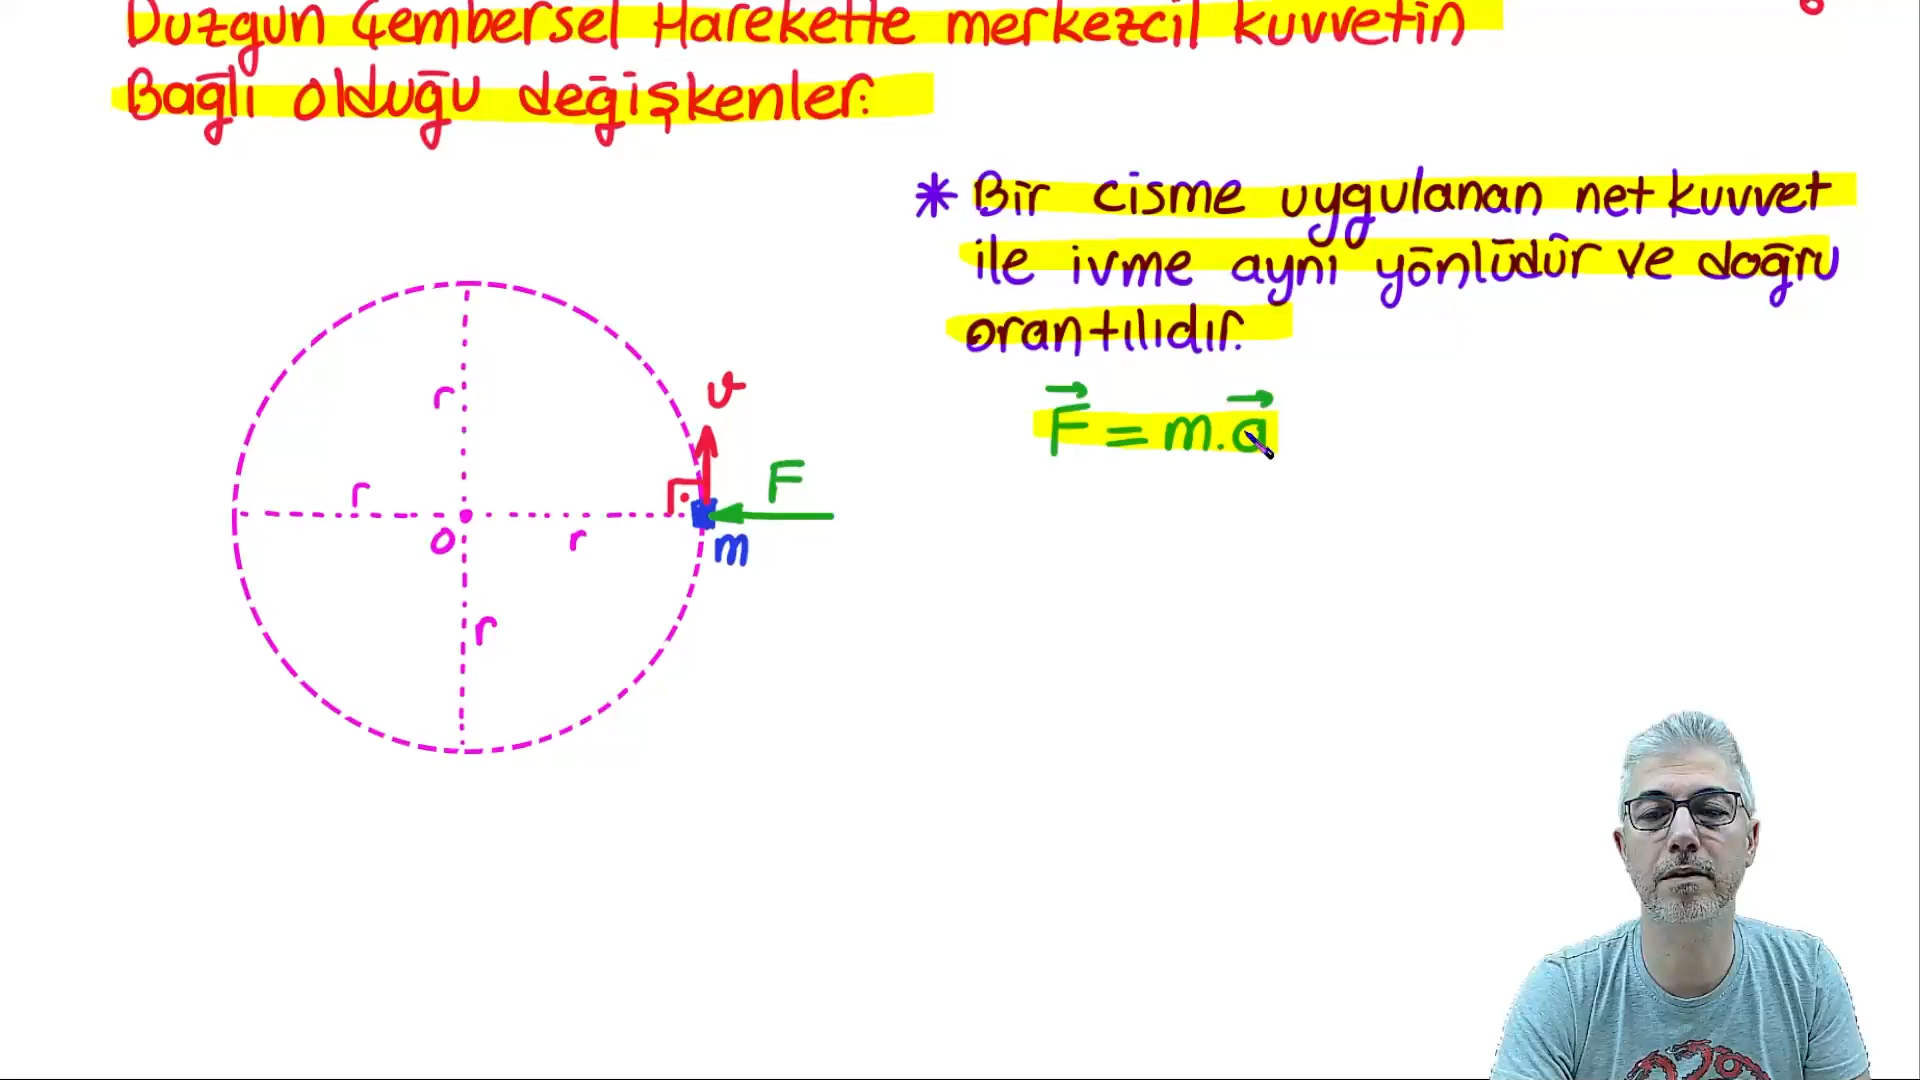 Düzgün Çembersel Harekette merkezcil kuvvetin
Bağlı olduğu değişkenler:
* Bir cisme uygulanan net kuvvet
ile ivme aynı yönlüdür ve doğru
orantılıdır.
F = m.a
r
v
r
F
O
r
m
r